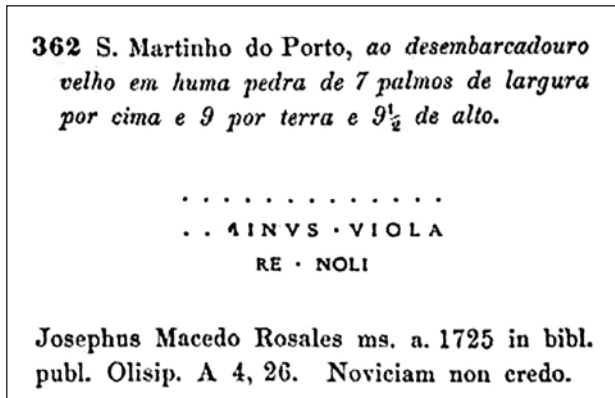 362 S. Martinho do Porto, ao desembarcadouro
velho em huma pedra de 7 palmos de largura
por cima e 9 por terra e 9½ de alto.
. . . . . . . . . . . . .
. . MINVS · VIOLA
RE · NOLI
Josephus Macedo Rosales ms. a. 1725 in bibl.
publ. Olisip. A 4, 26. Noviciam non credo.